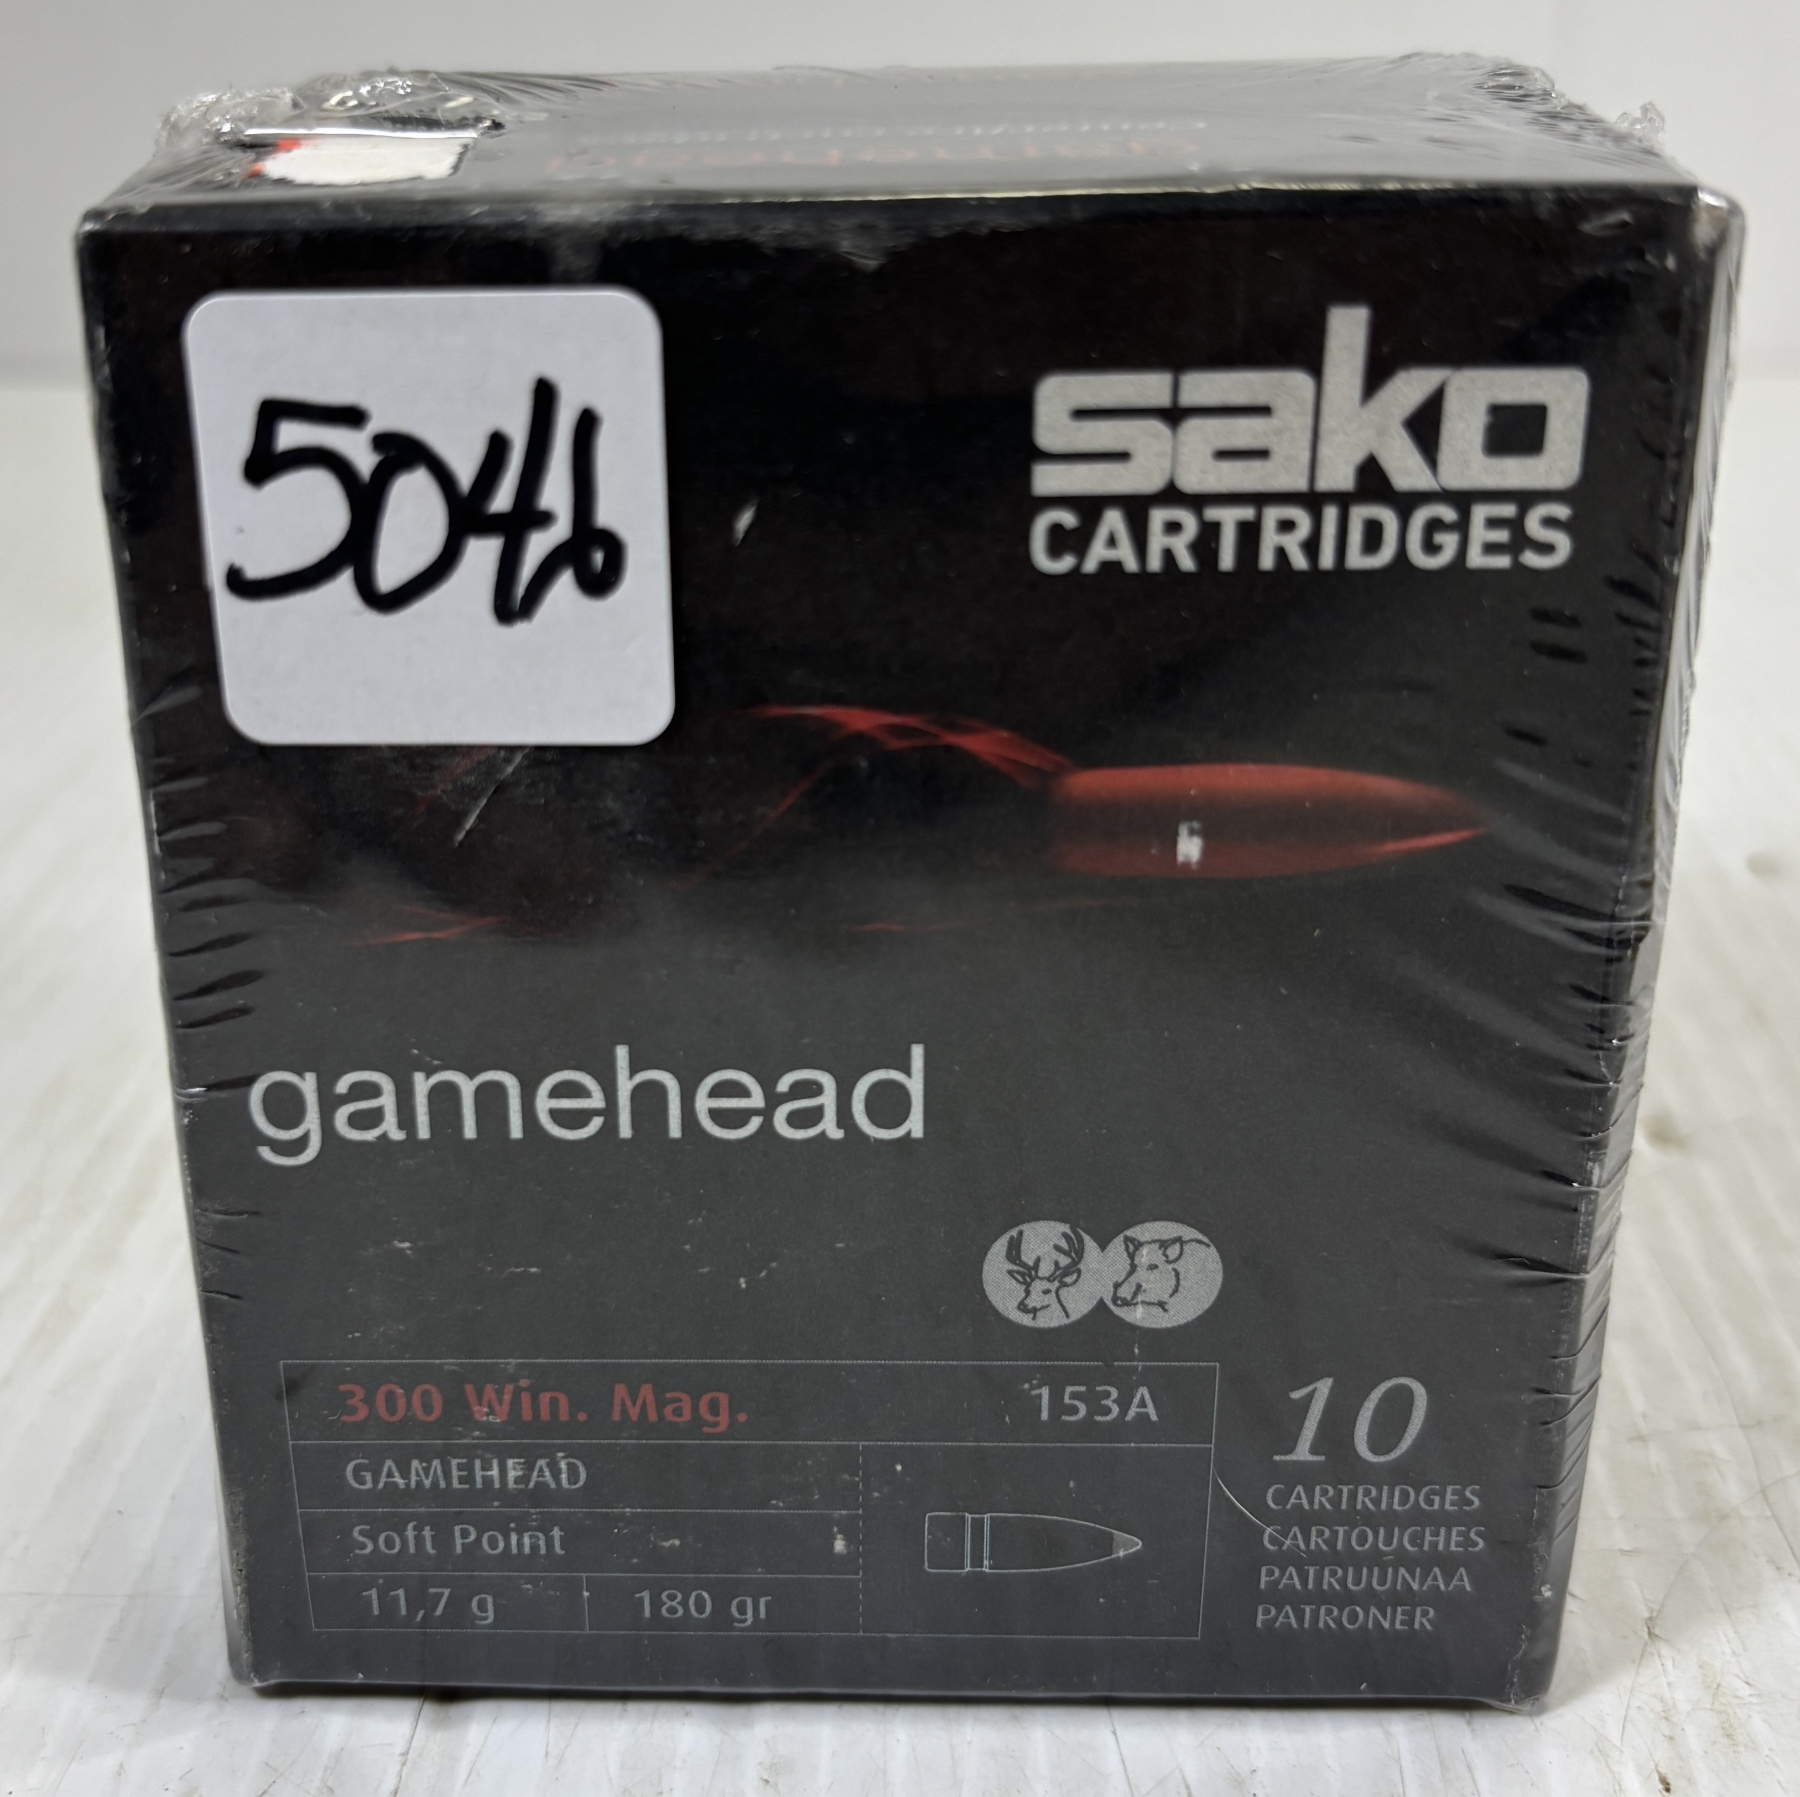 gamehead
5046
sako
CARTRIDGES
gamehead
300 Win. Mag. 153A
GAMEHEAD
Soft Point
11,7 g 180 gr
10
CARTRIDGES
CARTOUCHES
PATRUUNAA
PATRONER